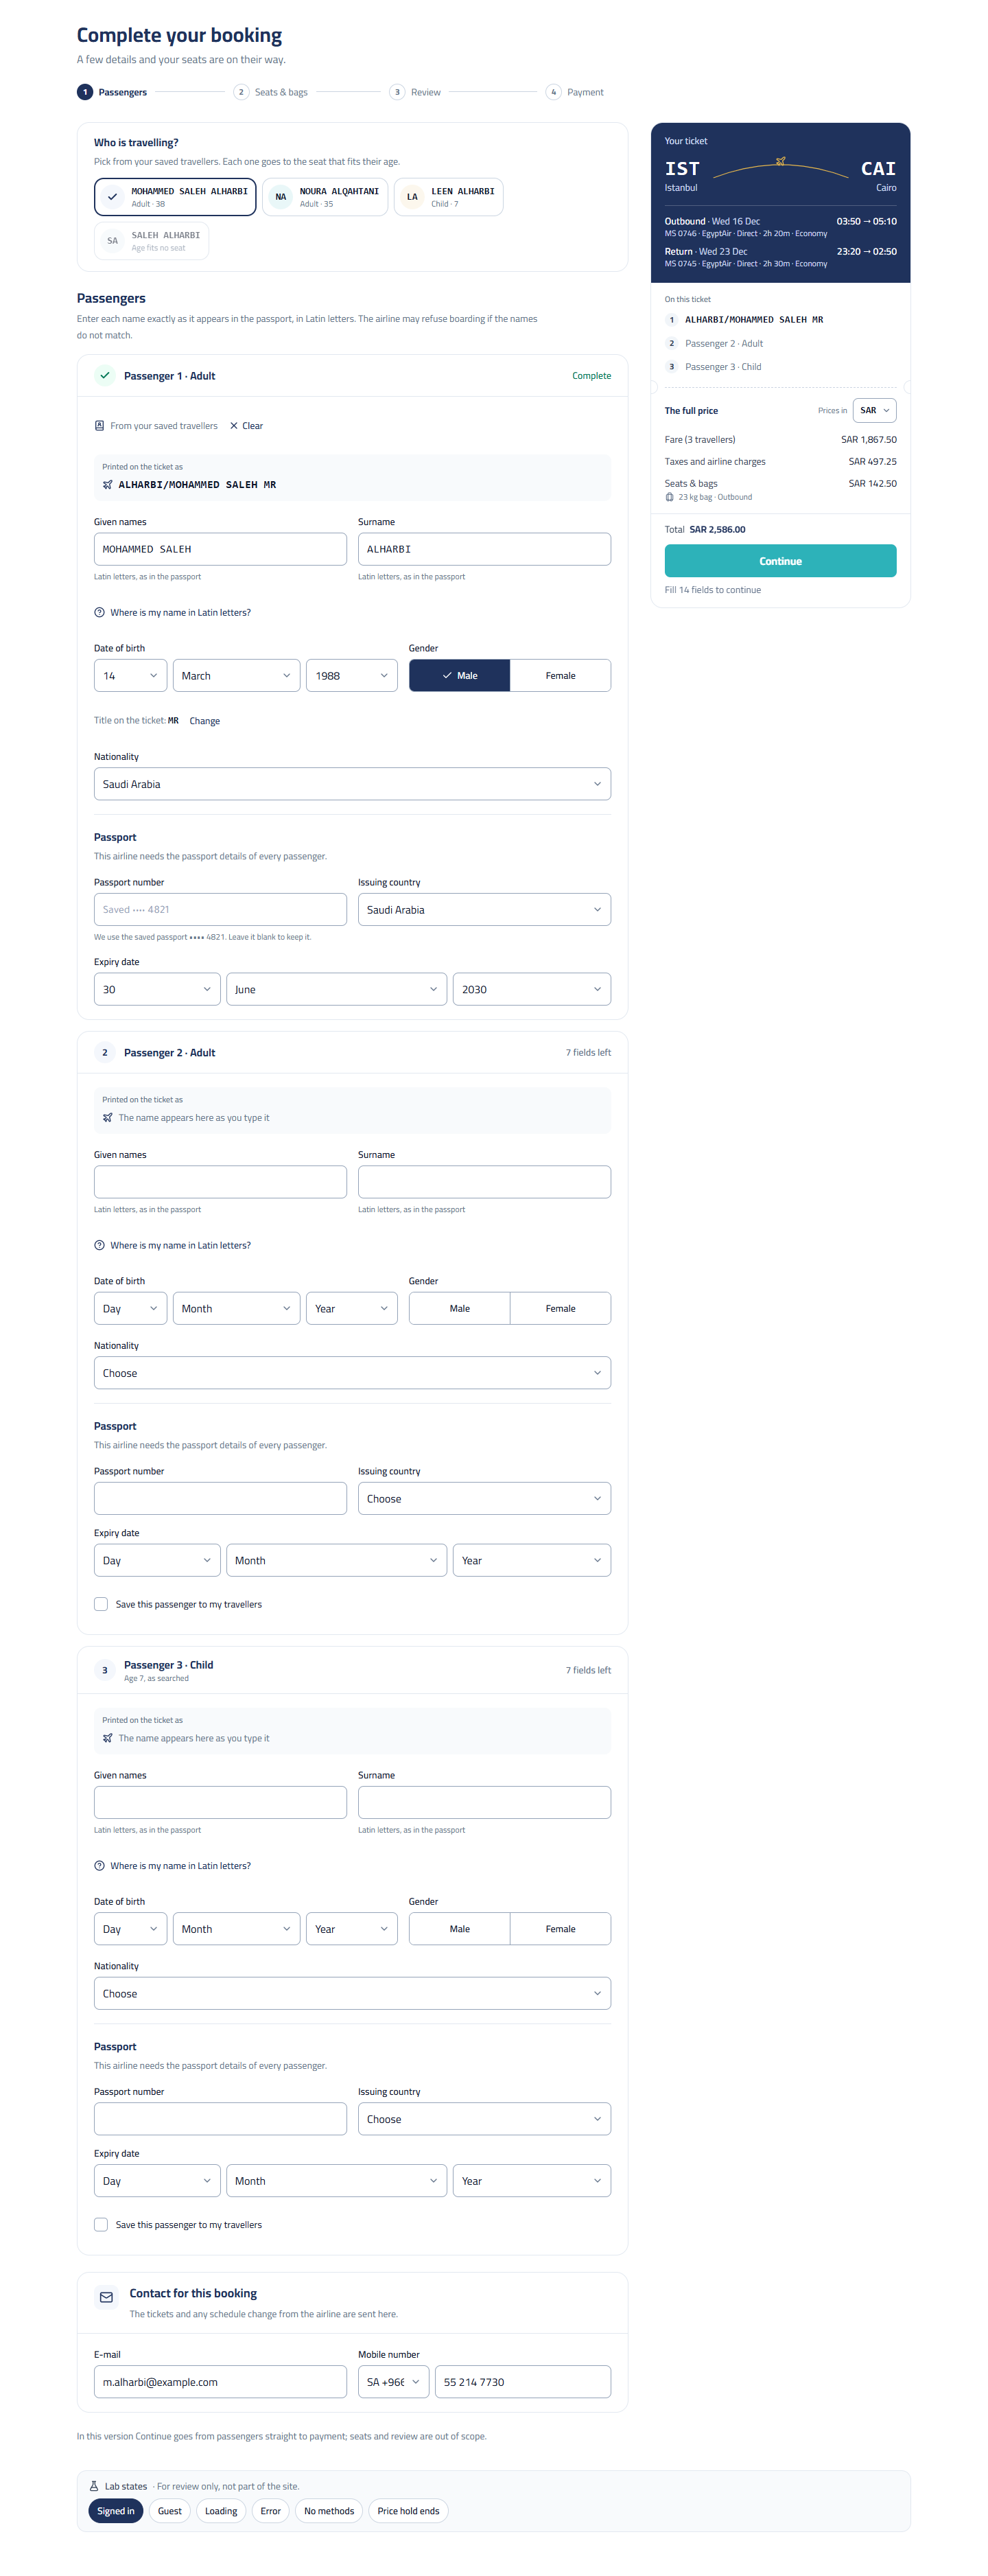 Complete your booking
A few details and your seats are on their way.
1 Passengers
2 Seats & bags
3 Review
4 Payment
Who is travelling?
Pick from your saved travellers. Each one goes to the seat that fits their age.
MOHAMMED SALEH ALHARBI
Adult · 38
NA NOURA ALQAHTANI
Adult · 35
LA LEEN ALHARBI
Child · 7
SA SALEH ALHARBI
Age fits no seat
Passengers
Enter each name exactly as it appears in the passport, in Latin letters. The airline may refuse boarding if the names
do not match.
Passenger 1 · Adult
Complete
From your saved travellers
Clear
Printed on the ticket as
ALHARBI/MOHAMMED SALEH MR
Given names
Surname
MOHAMMED SALEH
ALHARBI
Latin letters, as in the passport
Latin letters, as in the passport
Where is my name in Latin letters?
Date of birth
Gender
14
March
1988
Male
Female
Title on the ticket: MR
Change
Nationality
Saudi Arabia
Passport
This airline needs the passport details of every passenger.
Passport number
Issuing country
Saved •••• 4821
Saudi Arabia
We use the saved passport •••• 4821. Leave it blank to keep it.
Expiry date
30
June
2030
2 Passenger 2 · Adult
7 fields left
Printed on the ticket as
The name appears here as you type it
Given names
Surname
Latin letters, as in the passport
Latin letters, as in the passport
Where is my name in Latin letters?
Date of birth
Gender
Day
Month
Year
Male
Female
Nationality
Choose
Passport
This airline needs the passport details of every passenger.
Passport number
Issuing country
Choose
Expiry date
Day
Month
Year
Save this passenger to my travellers
3 Passenger 3 · Child
Age 7, as searched
7 fields left
Printed on the ticket as
The name appears here as you type it
Given names
Surname
Latin letters, as in the passport
Latin letters, as in the passport
Where is my name in Latin letters?
Date of birth
Gender
Day
Month
Year
Male
Female
Nationality
Choose
Passport
This airline needs the passport details of every passenger.
Passport number
Issuing country
Choose
Expiry date
Day
Month
Year
Save this passenger to my travellers
Contact for this booking
The tickets and any schedule change from the airline are sent here.
E-mail
Mobile number
m.alharbi@example.com
SA +966
55 214 7730
In this version Continue goes from passengers straight to payment; seats and review are out of scope.
Your ticket
IST
CAI
Istanbul
Cairo
Outbound · Wed 16 Dec
03:50 → 05:10
MS 0746 · EgyptAir · Direct · 2h 20m · Economy
Return · Wed 23 Dec
23:20 → 02:50
MS 0745 · EgyptAir · Direct · 2h 30m · Economy
On this ticket
1 ALHARBI/MOHAMMED SALEH MR
2 Passenger 2 · Adult
3 Passenger 3 · Child
The full price
Prices in SAR
Fare (3 travellers)
SAR 1,867.50
Taxes and airline charges
SAR 497.25
Seats & bags
SAR 142.50
23 kg bag · Outbound
Total SAR 2,586.00
Continue
Fill 14 fields to continue
Lab states · For review only, not part of the site.
Signed in
Guest
Loading
Error
No methods
Price hold ends